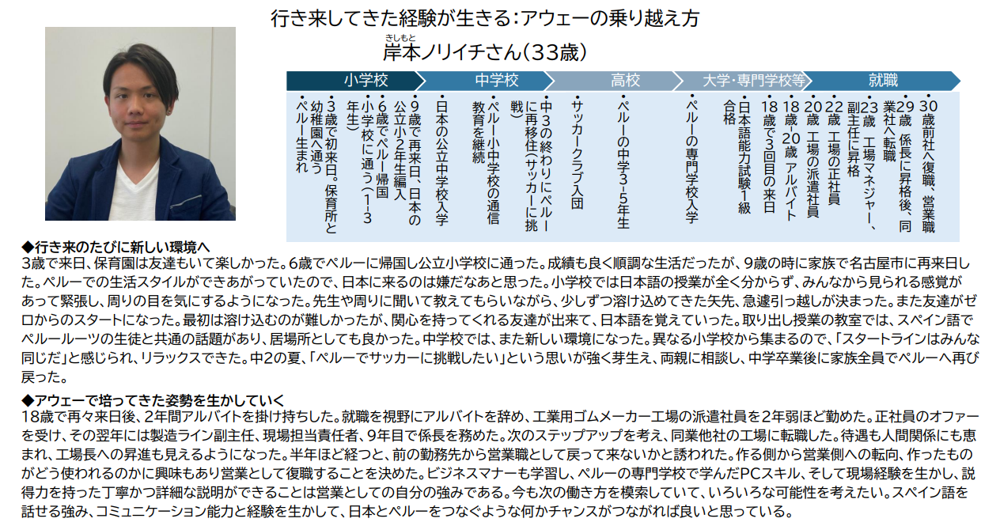 行き来してきた経験が生きる：アウェーの乗り越え方
きしもと
岸本ノリイチさん（33歳）
小学校
中学校
高校
大学・専門学校等
就職
・ペルー生まれ
・3歳で初来日。保育所と
幼稚園へ通う
・6歳でペルー帰国
・小学校に通う（1-3
年生）
・9歳で再来日、日本の
公立小2年生編入
・日本の公立中学校入学
・ペルー小中学校の通信
教育を継続
・中3の終わりにペルー
に再移住（サッカーに挑
戦）
・サッカークラブ入団
・ペルーの中学3-5年生
・ペルーの専門学校入学
・日本語能力試験1級
合格
・18歳で3回目の来日
・18歳-20歳 アルバイト
・20歳 工場の派遣社員
・22歳 工場の正社員
・23歳 工場マネジャー、
副主任に昇格
・29歳 係長に昇格後、同
業社へ転職
・30歳前社へ復職、営業職
◆行き来のたびに新しい環境へ
3歳で来日、保育園は友達もいて楽しかった。6歳でペルーに帰国し公立小学校に通った。成績も良く順調な生活だったが、9歳の時に家族で名古屋市に再来日し
た。ペルーでの生活スタイルができあがっていたので、日本に来るのは嫌だなあと思った。小学校では日本語の授業が全く分からず、みんなから見られる感覚が
あって緊張し、周りの目を気にするようになった。先生や周りに聞いて教えてもらいながら、少しずつ溶け込めてきた矢先、急遽引っ越しが決まった。また友達がゼ
ロからのスタートになった。最初は溶け込むのが難しかったが、関心を持ってくれる友達が出来て、日本語を覚えていった。取り出し授業の教室では、スペイン語で
ペルールーツの生徒と共通の話題があり、居場所としても良かった。中学校では、また新しい環境になった。異なる小学校から集まるので、「スタートラインはみんな
同じだ」と感じられ、リラックスできた。中2の夏、「ペルーでサッカーに挑戦したい」という思いが強く芽生え、両親に相談し、中学卒業後に家族全員でペルーへ再び
戻った。
◆アウェーで培ってきた姿勢を生かしていく
18歳で再々来日後、2年間アルバイトを掛け持ちした。就職を視野にアルバイトを辞め、工業用ゴムメーカー工場の派遣社員を2年弱ほど勤めた。正社員のオファー
を受け、その翌年には製造ライン副主任、現場担当責任者、9年目で係長を務めた。次のステップアップを考え、同業他社の工場に転職した。待遇も人間関係にも恵
まれ、工場長への昇進も見えるようになった。半年ほど経つと、前の勤務先から営業職として戻って来ないかと誘われた。作る側から営業側への転向、作ったもの
がどう使われるのかに興味もあり営業として復職することを決めた。ビジネスマナーも学習し、ペルーの専門学校で学んだPCスキル、そして現場経験を生かし、説
得力を持った丁寧かつ詳細な説明ができることは営業としての自分の強みである。今も次の働き方を模索していて、いろいろな可能性を考えたい。スペイン語を
話せる強み、コミュニケーション能力と経験を生かして、日本とペルーをつなぐような何かチャンスがつながれば良いと思っている。